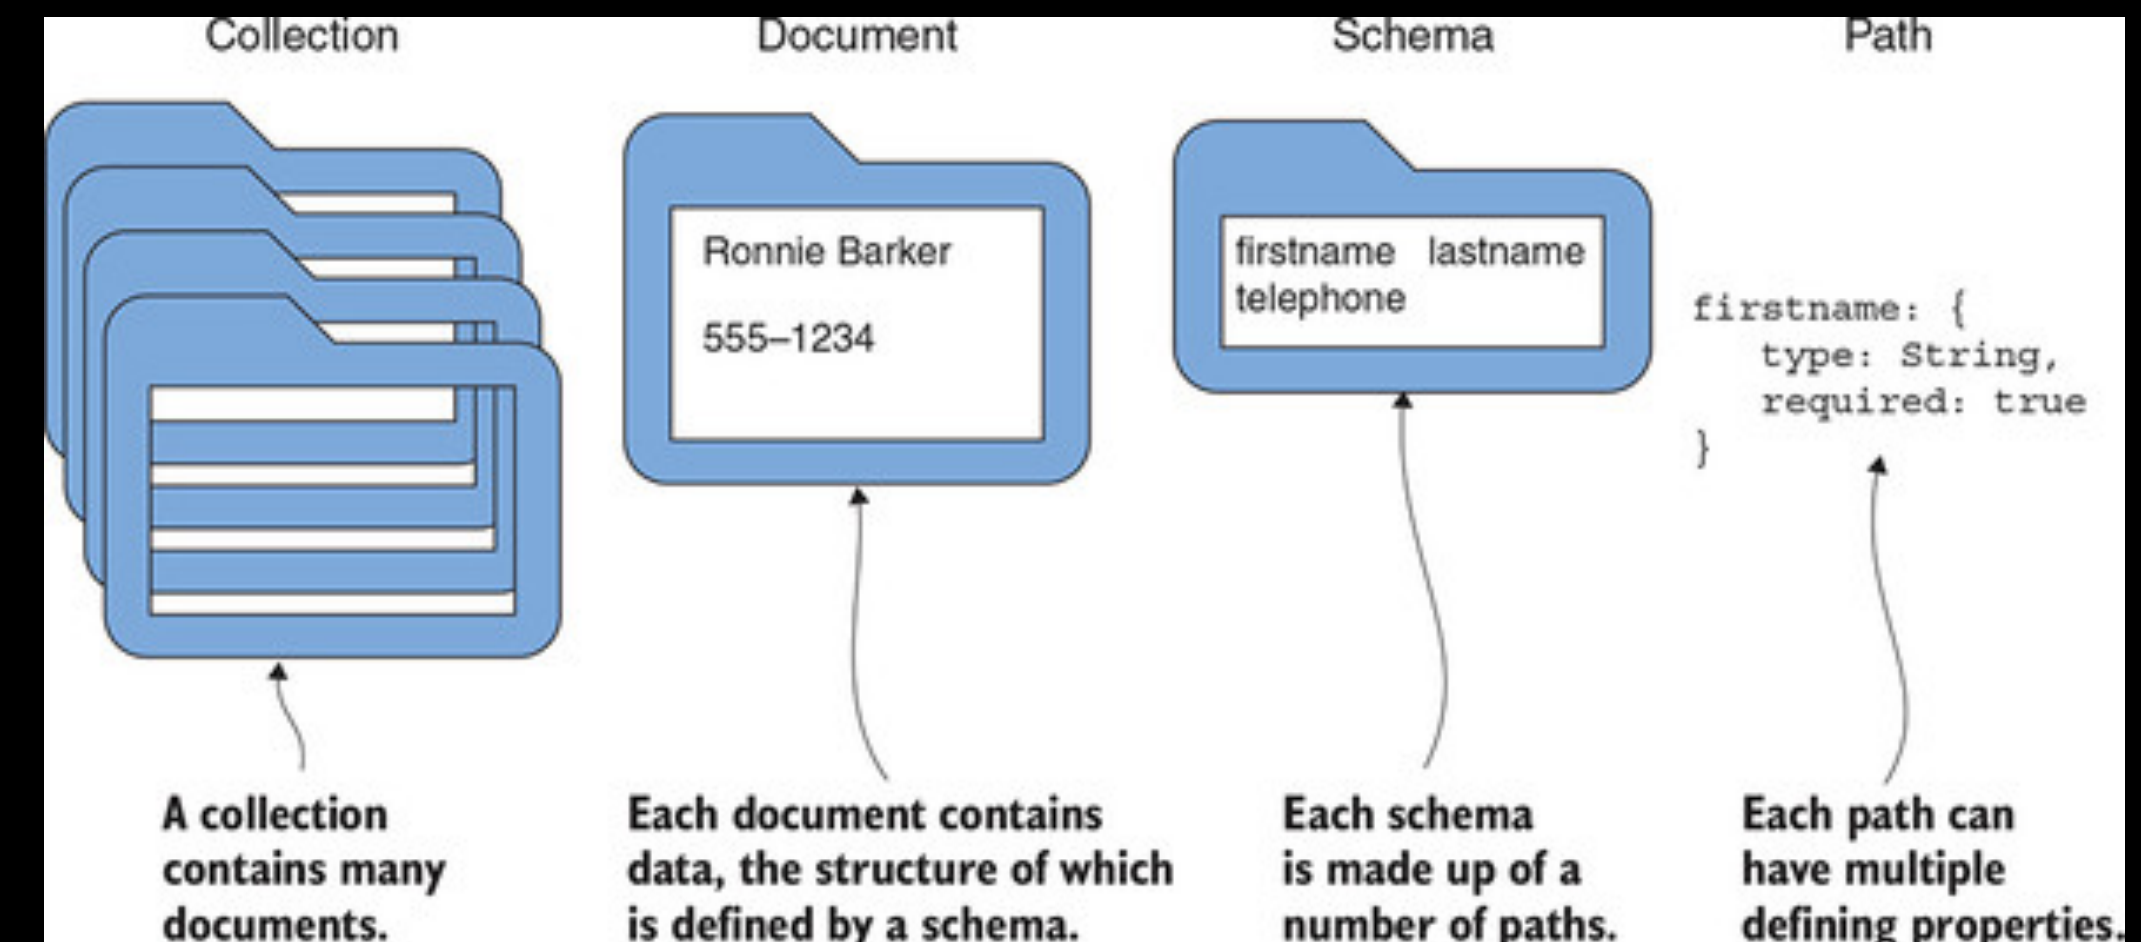 Collection
Document
Schema
Path
Ronnie Barker
555–1234
firstname lastname
telephone
firstname: {
type: String,
required: true
}
A collection
contains many
documents.
Each document contains
data, the structure of which
is defined by a schema.
Each schema
is made up of a
number of paths.
Each path can
have multiple
defining properties.